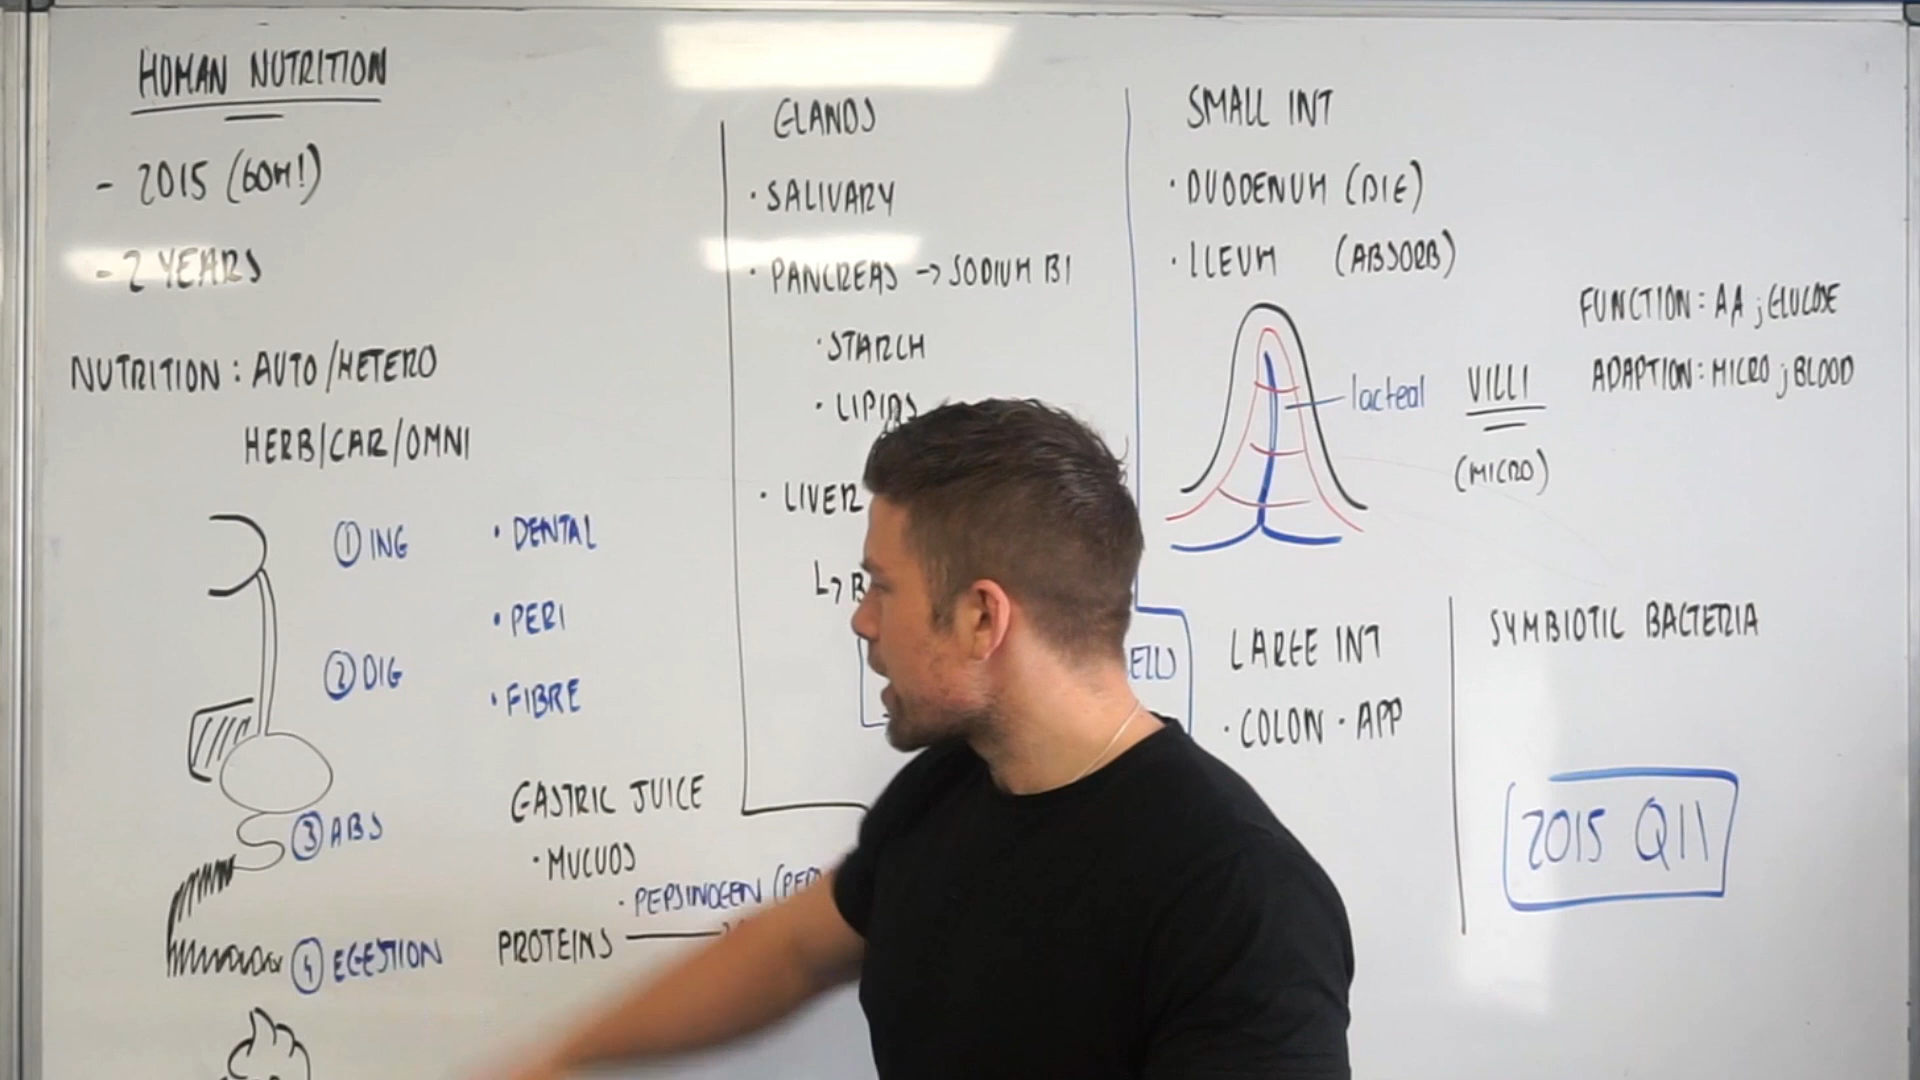 HUMAN NUTRITION
- 2015 (60M!)
- 2 YEARS
NUTRITION : AUTO/HETERO
HERB/CAR/OMNI
① ING
② DIG
③ ABS
④ EGESTION
• DENTAL
• PERI
• FIBRE
GASTRIC JUICE
• MUCUOS
• PEPSINOGEN (PEP
PROTEINS →
GLANDS
• SALIVARY
• PANCREAS → SODIUM BI
• STARCH
• LIPIDS
• LIVER
↳ B
SMALL INT
• DUODENUM (DIG)
• ILEUM (ABSORB)
lacteal
VILLI
(MICRO)
FUNCTION : AA ; GLUCOSE
ADAPTION : MICRO ; BLOOD
LARGE INT
• COLON • APP
SYMBIOTIC BACTERIA
2015 Q11